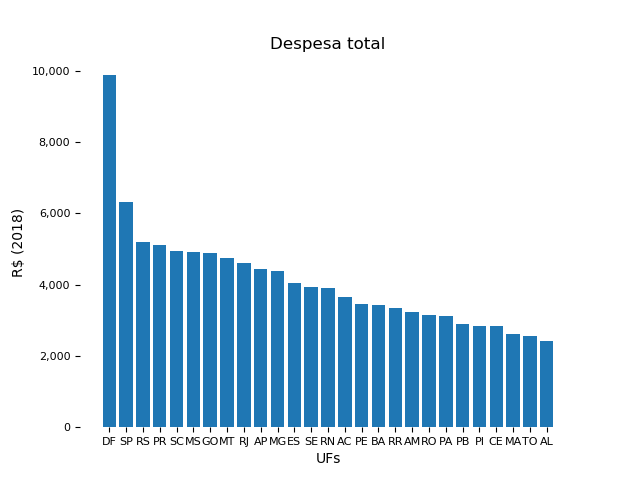 Despesa total
10,000
8,000
6,000
4,000
2,000
0
R$ (2018)
DF SP RS PR SC MS GO MT RJ AP MG ES SE RN AC PE BA RR AM RO PA PB PI CE MA TO AL
UFs